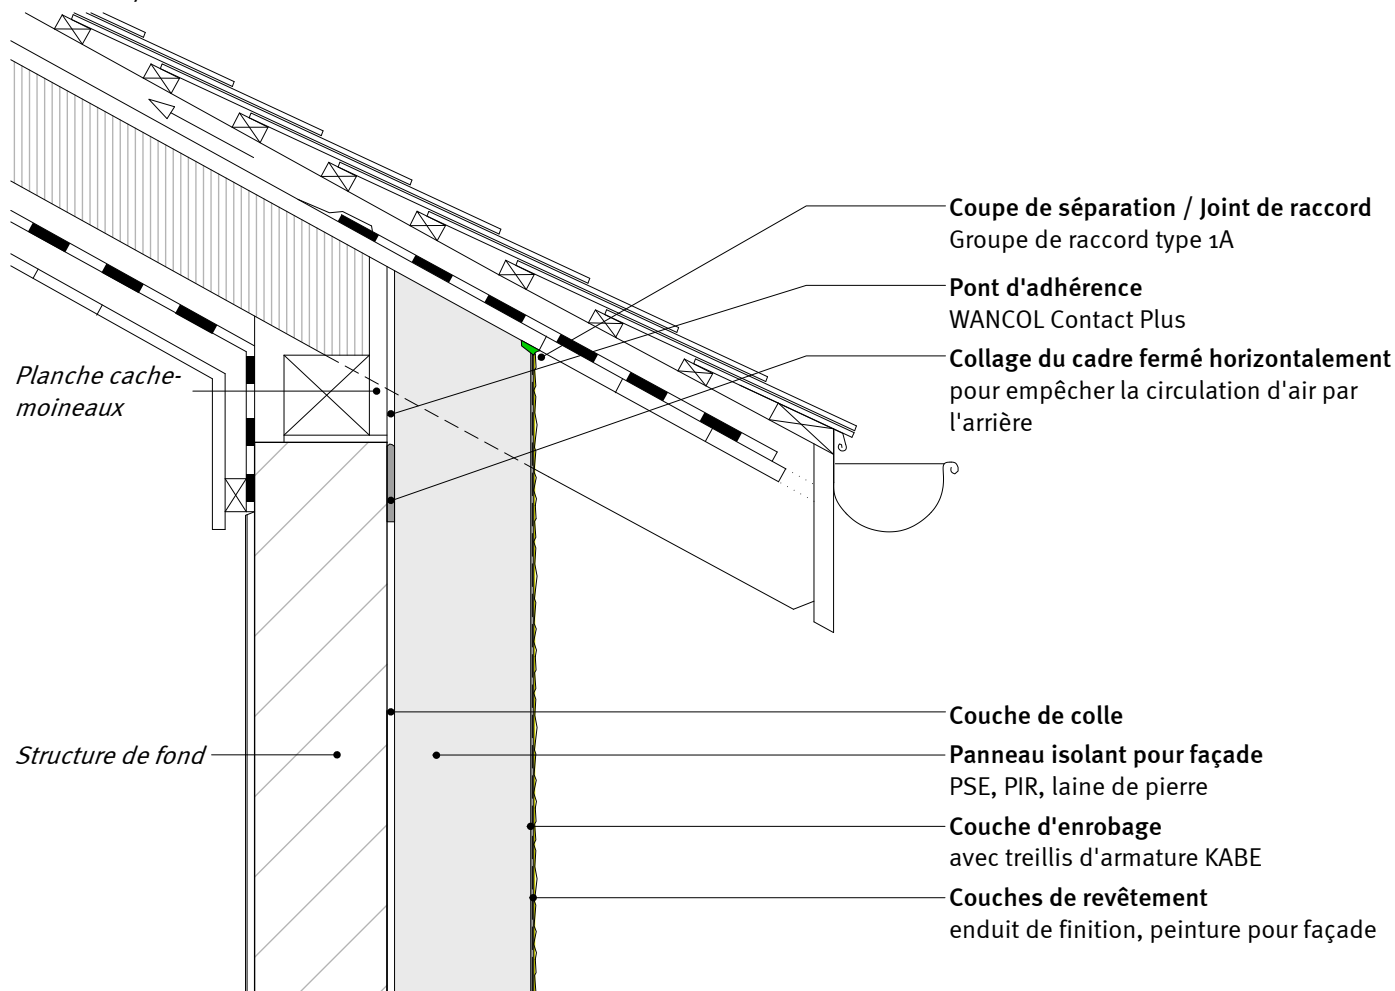 Coupe de séparation / Joint de raccord
Groupe de raccord type 1A
Pont d'adhérence
WANCOL Contact Plus
Collage du cadre fermé horizontalement
pour empêcher la circulation d'air par
l'arrière
Planche cache-
moineaux
Couche de colle
Structure de fond
Panneau isolant pour façade
PSE, PIR, laine de pierre
Couche d'enrobage
avec treillis d'armature KABE
Couches de revêtement
enduit de finition, peinture pour façade